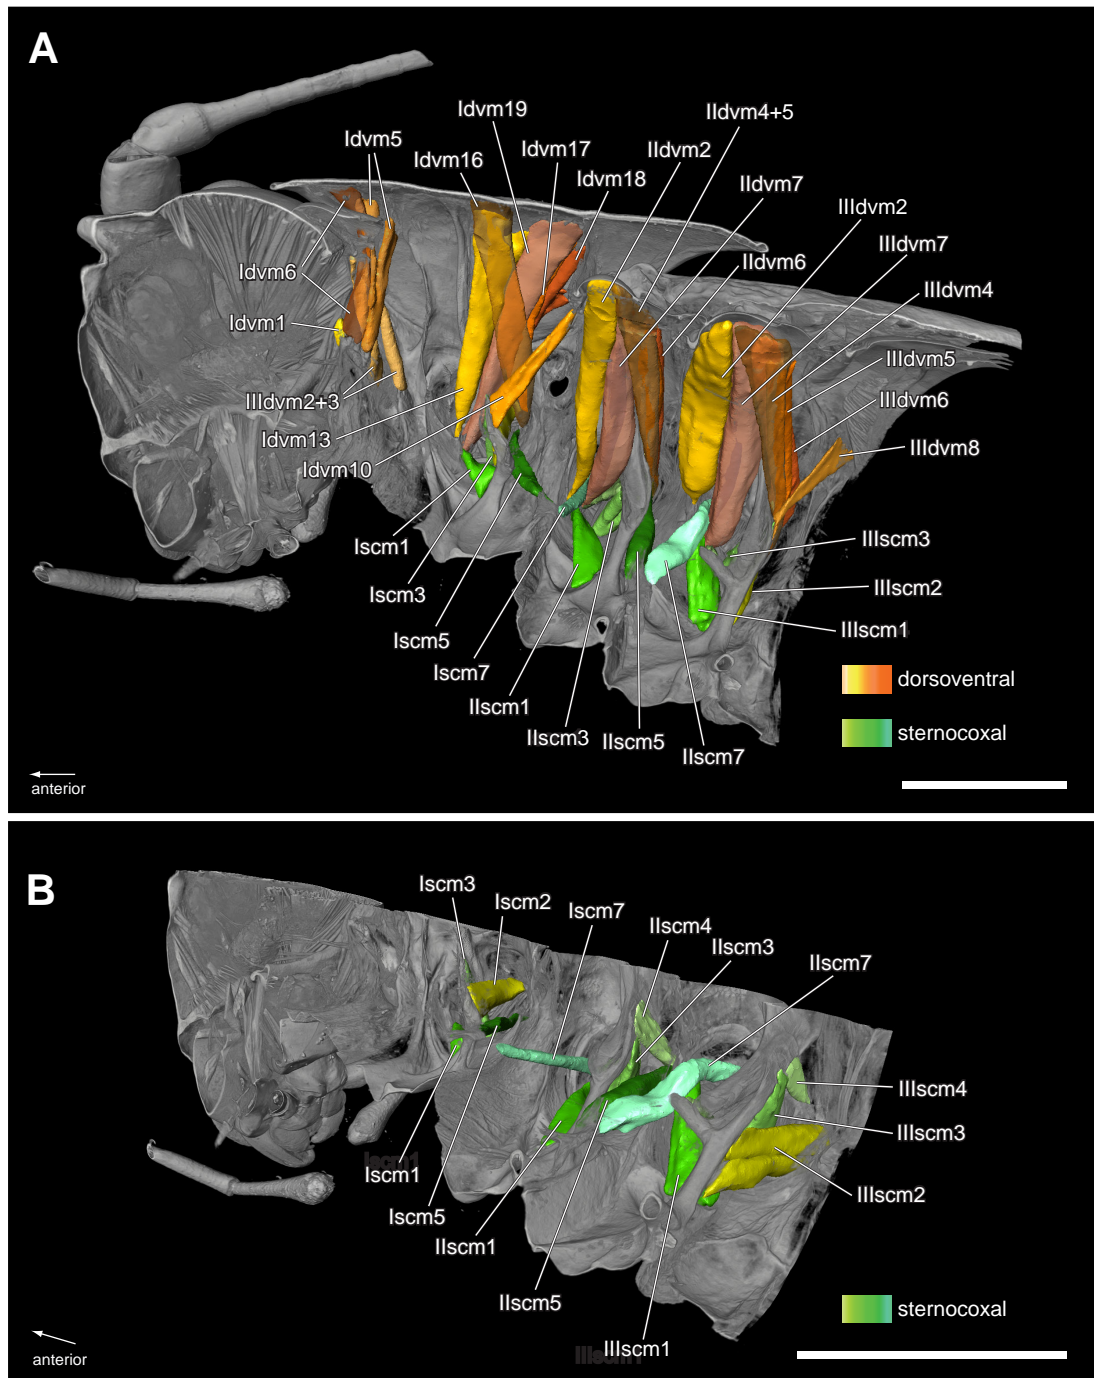 A
Idvm19
IIdvm4+5
Idvm5
Idvm16
Idvm17
IIdvm2
Idvm18
IIdvm7
IIIdvm2
IIIdvm7
Idvm6
IIdvm6
IIIdvm4
Idvm1
IIIdvm5
IIIdvm2+3
IIIdvm6
Idvm13
IIIdvm8
Idvm10
Iscm1
IIIscm3
Iscm3
IIIscm2
Iscm5
IIIscm1
Iscm7
dorsoventral
IIscm1
IIscm3
IIscm5
sternocoxal
IIscm7
anterior
B
Iscm3
Iscm2
Iscm7
IIscm4
IIscm3
IIscm7
IIIscm4
IIIscm3
Iscm1
Iscm1
IIIscm2
Iscm5
IIscm1
IIscm5
sternocoxal
IIIscm1
IIIscm1
anterior